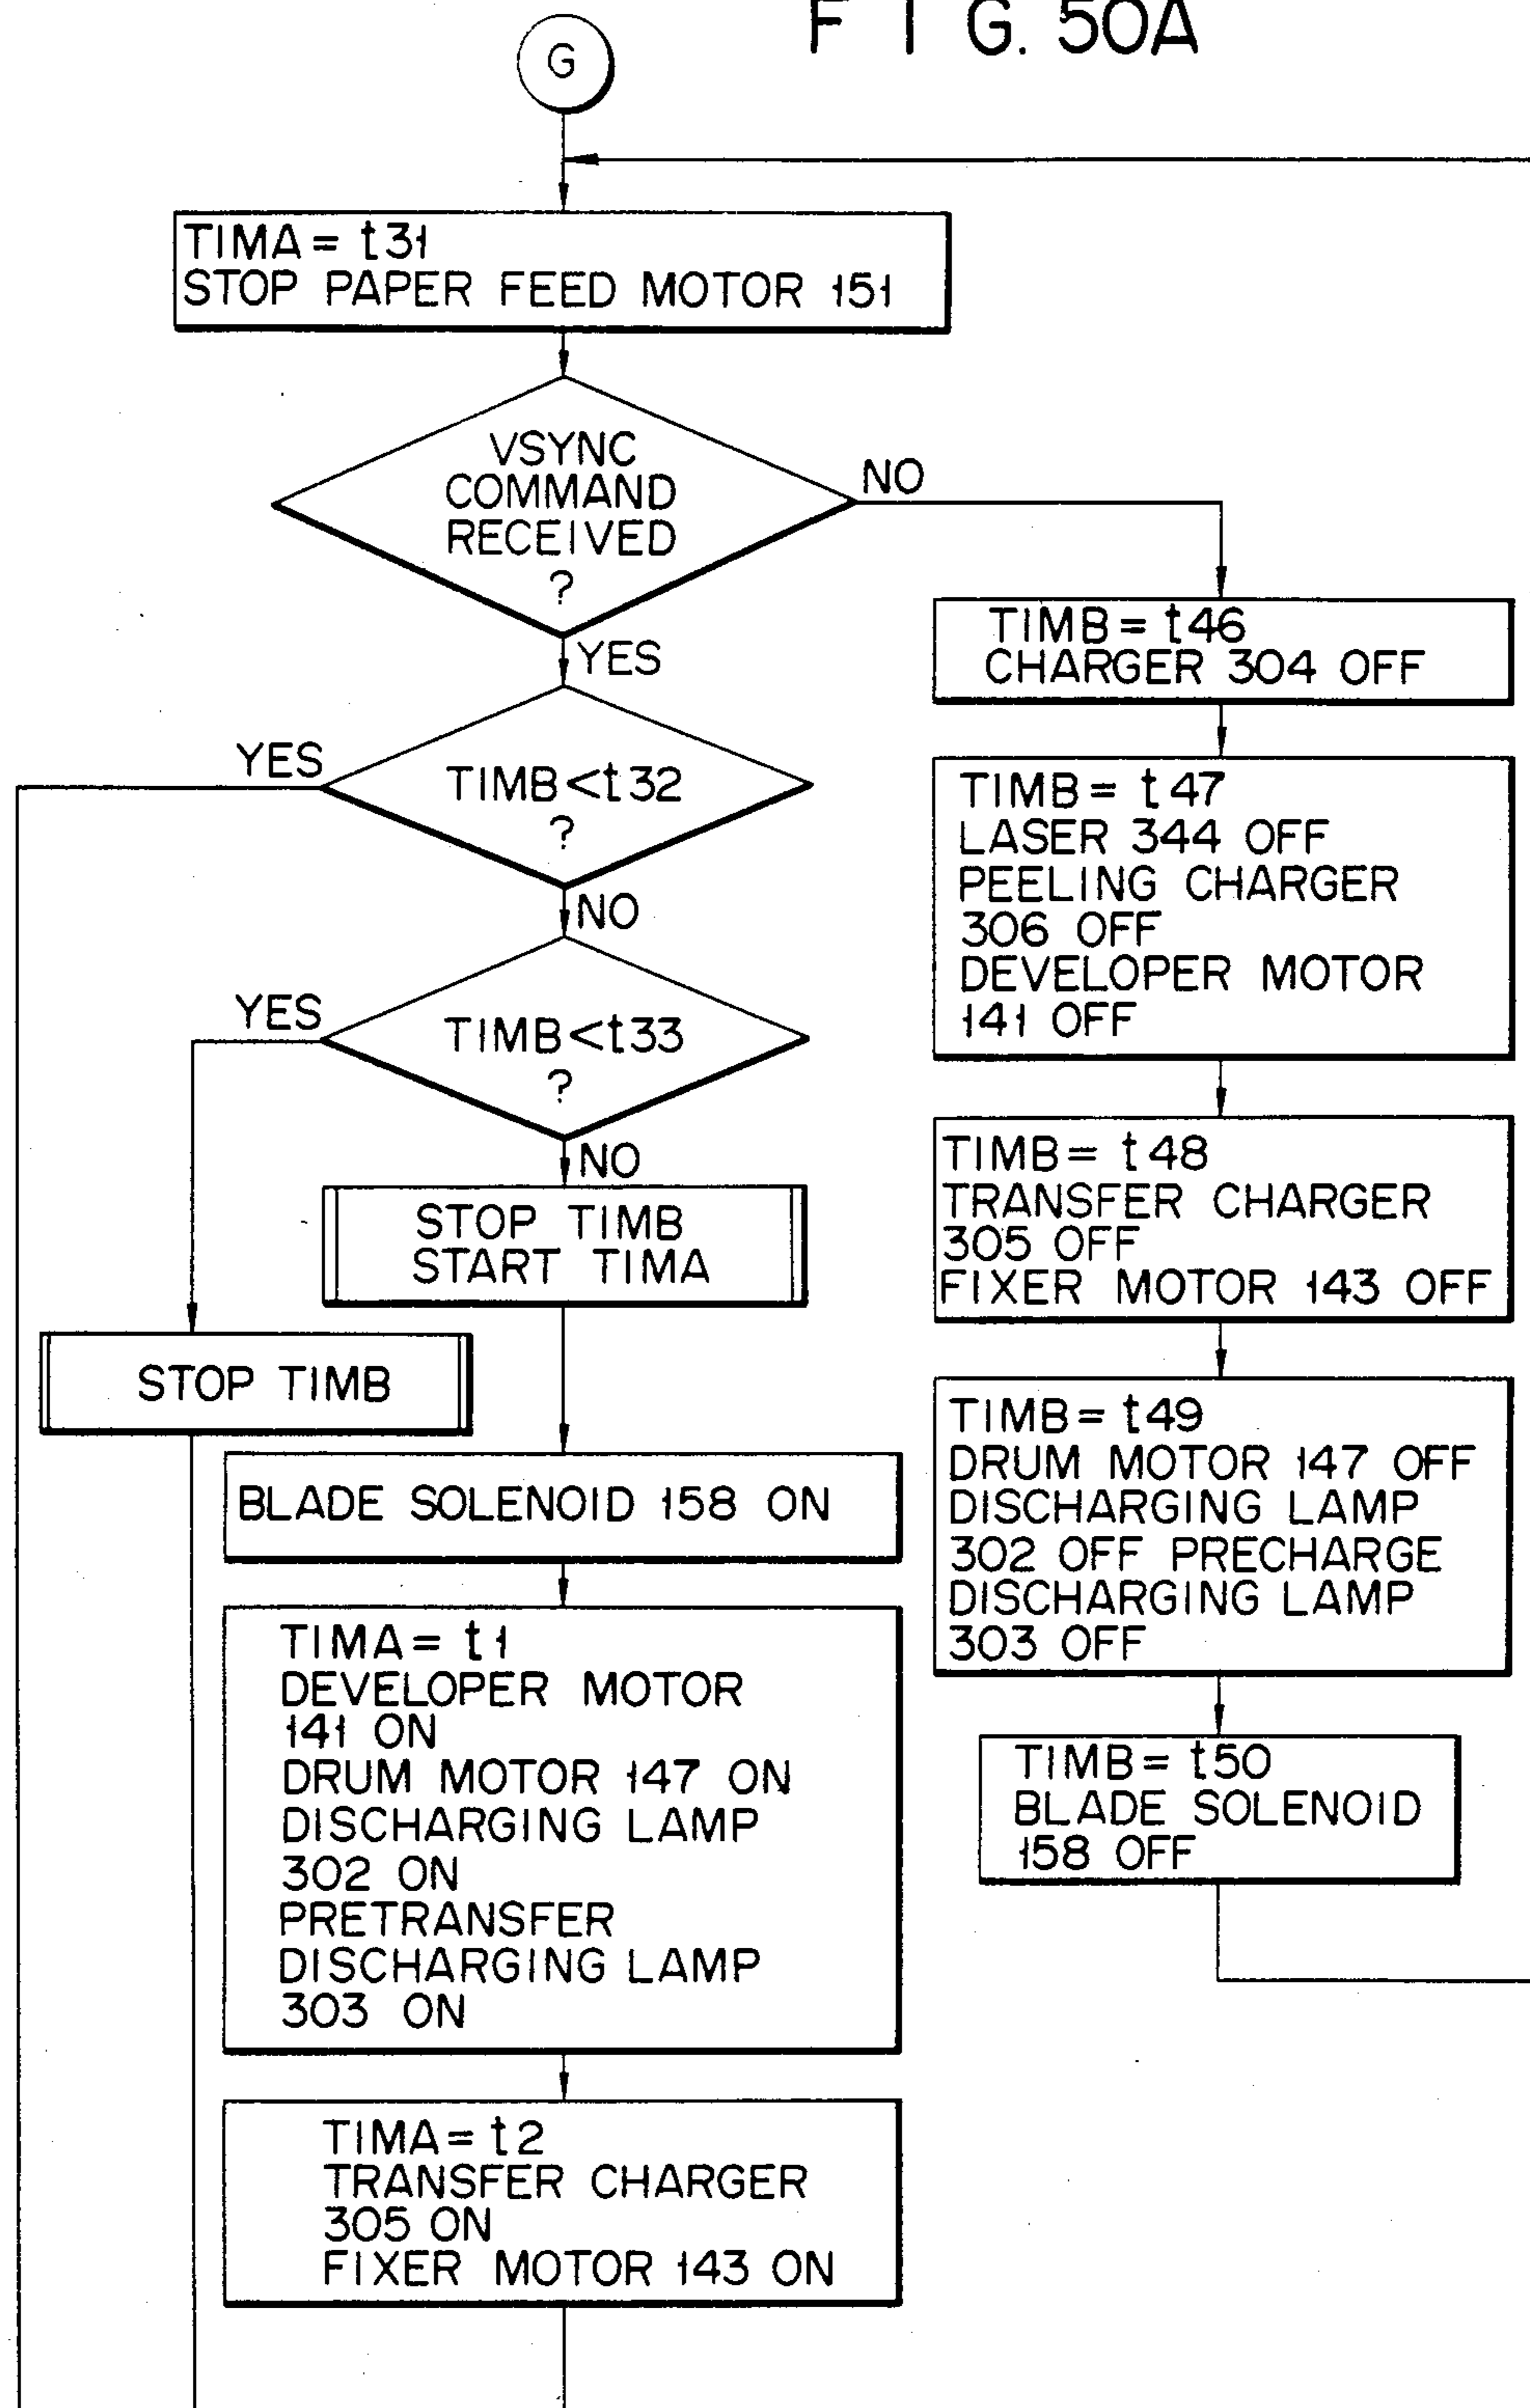 F I G. 50A
G
TIMA = t31
STOP PAPER FEED MOTOR 151
VSYNC
COMMAND
RECEIVED
?
NO
YES
TIMB = t46
CHARGER 304 OFF
YES
TIMB < t32
?
NO
TIMB = t47
LASER 344 OFF
PEELING CHARGER
306 OFF
DEVELOPER MOTOR
141 OFF
YES
TIMB < t33
?
NO
TIMB = t48
TRANSFER CHARGER
305 OFF
FIXER MOTOR 143 OFF
STOP TIMB
START TIMA
STOP TIMB
TIMB = t49
DRUM MOTOR 147 OFF
DISCHARGING LAMP
302 OFF PRECHARGE
DISCHARGING LAMP
303 OFF
BLADE SOLENOID 158 ON
TIMA = t1
DEVELOPER MOTOR
141 ON
DRUM MOTOR 147 ON
DISCHARGING LAMP
302 ON
PRETRANSFER
DISCHARGING LAMP
303 ON
TIMB = t50
BLADE SOLENOID
158 OFF
TIMA = t2
TRANSFER CHARGER
305 ON
FIXER MOTOR 143 ON